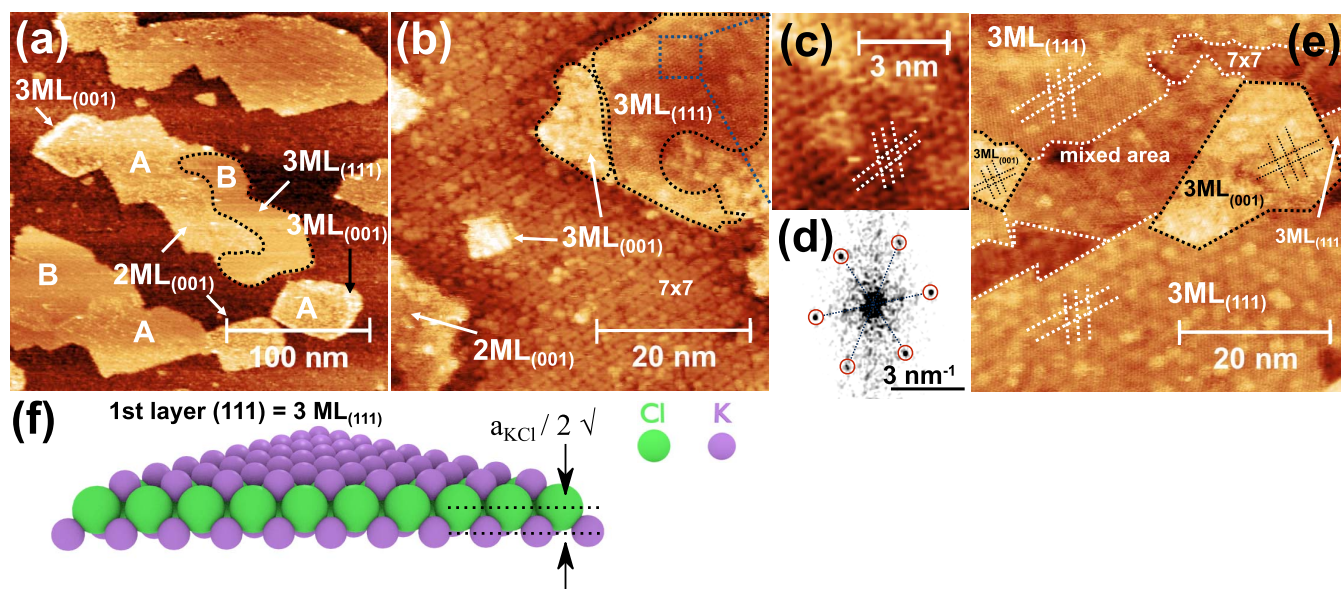 (a)
3ML(001)
A
B
3ML(111)
3ML(001)
2ML(001)
B
A
A
100 nm
(b)
3ML(111)
3ML(001)
7x7
2ML(001)
20 nm
(c)
3 nm
(d)
3 nm-1
(e)
3ML(111)
7x7
mixed area
3ML(001)
3ML(001)
3ML(111)
3ML(111)
20 nm
(f)
1st layer (111) = 3 ML(111)
aKCl / 2 √
Cl K